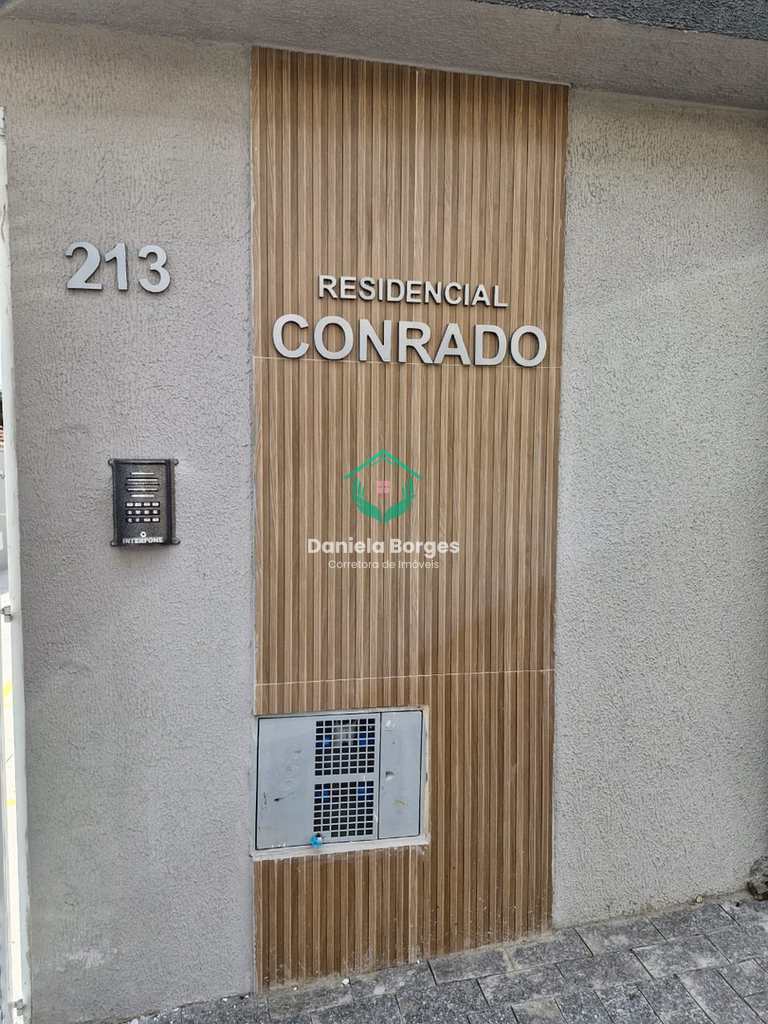 213
RESIDENCIAL
CONRADO
INTERFONE
Daniela Borges
Corretora de Imóveis